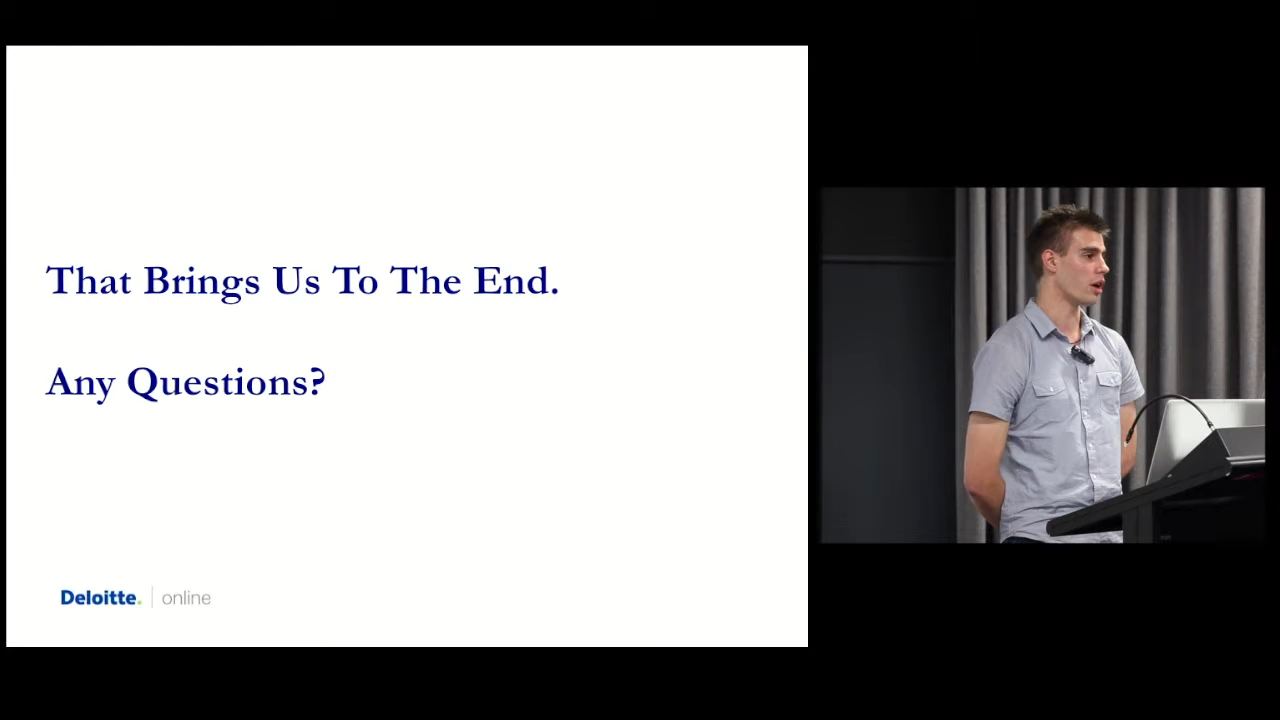 That Brings Us To The End.
Any Questions?
Deloitte. | online